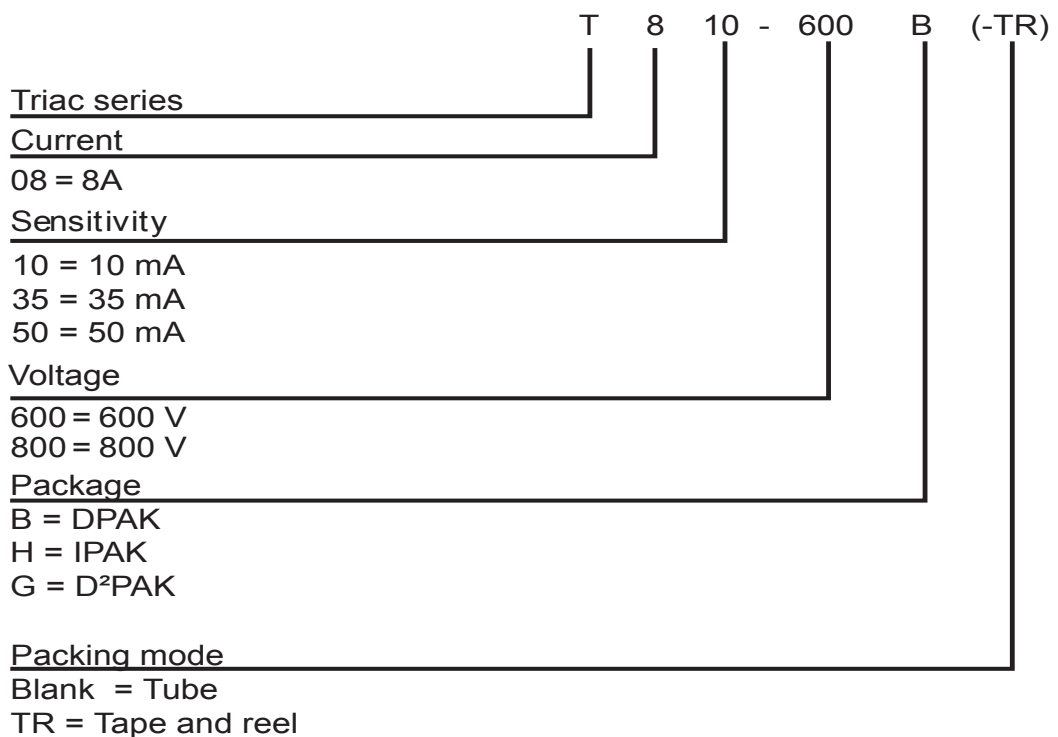 T 8 10 - 600 B (-TR)
Triac series
Current
08 = 8A
Sensitivity
10 = 10 mA
35 = 35 mA
50 = 50 mA
Voltage
600 = 600 V
800 = 800 V
Package
B = DPAK
H = IPAK
G = D²PAK
Packing mode
Blank = Tube
TR = Tape and reel